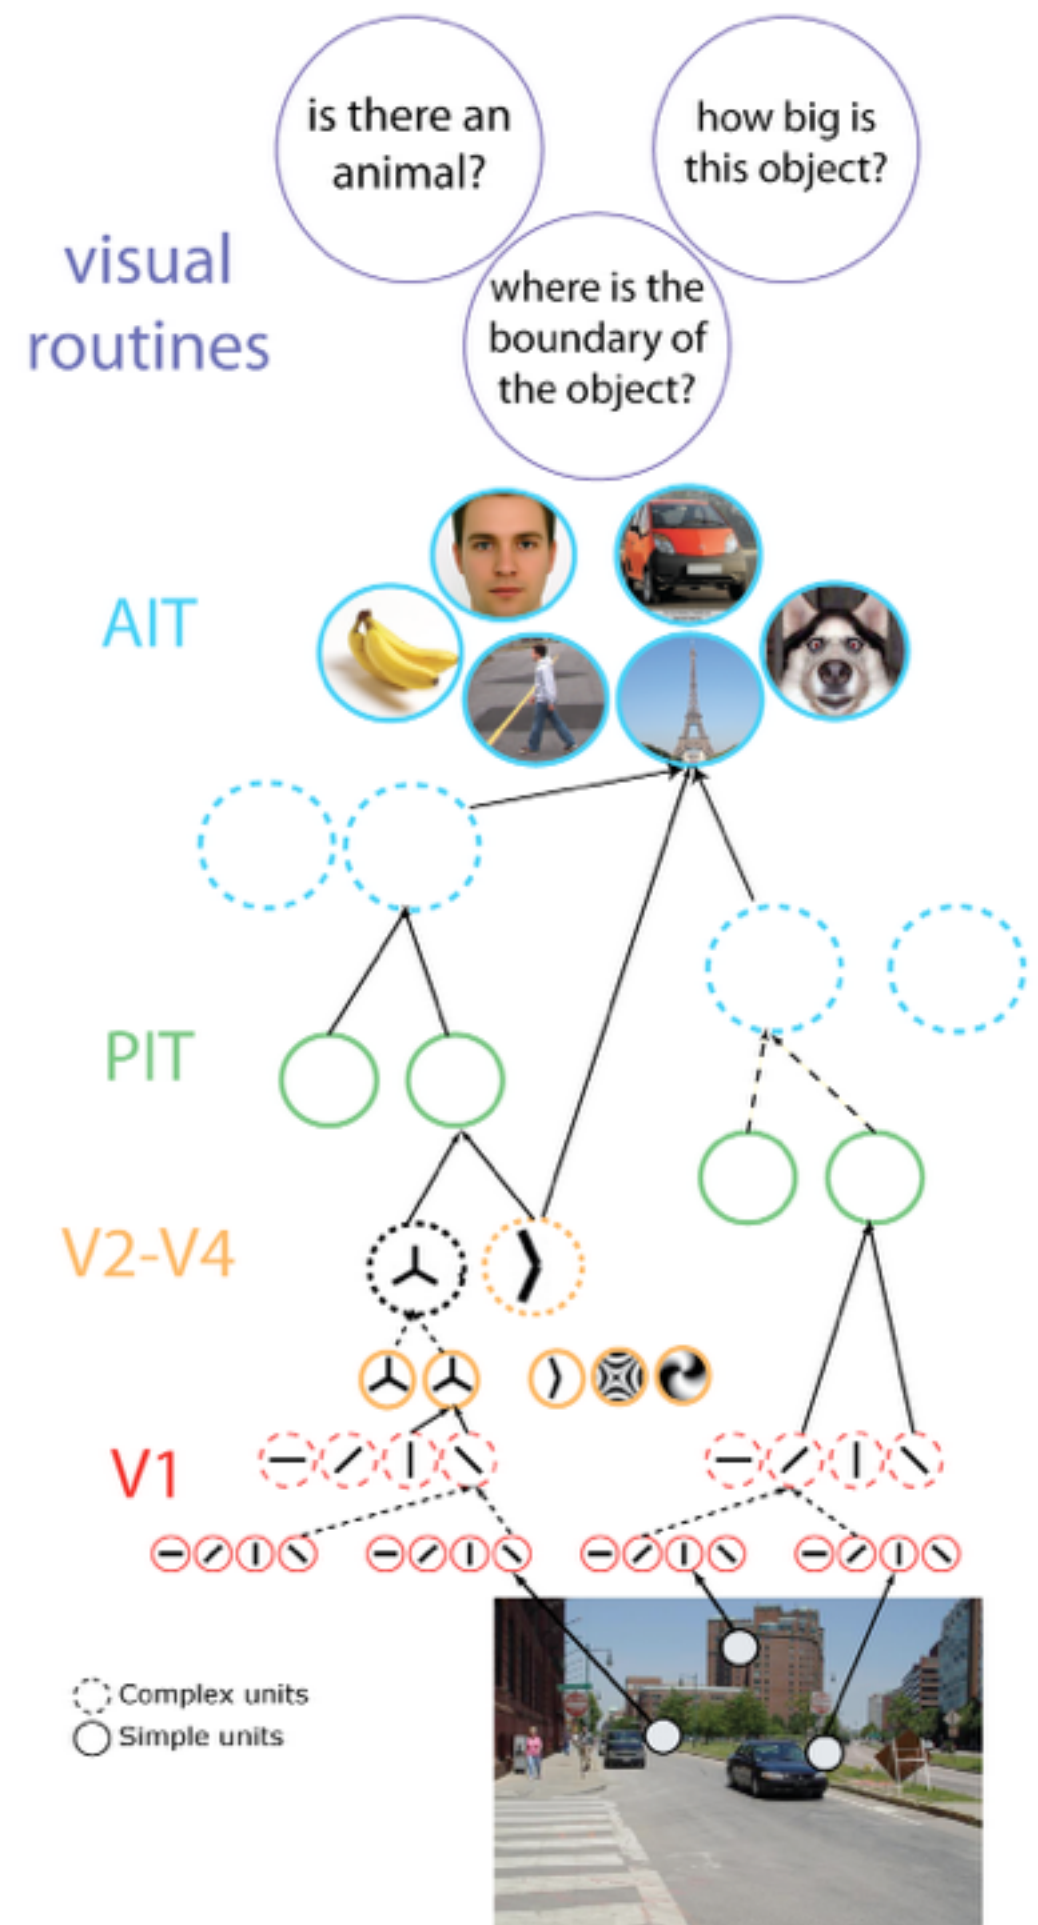 is there an
animal?
how big is
this object?
where is the
boundary of
the object?
visual
routines
AIT
PIT
V2-V4
V1
Complex units
Simple units